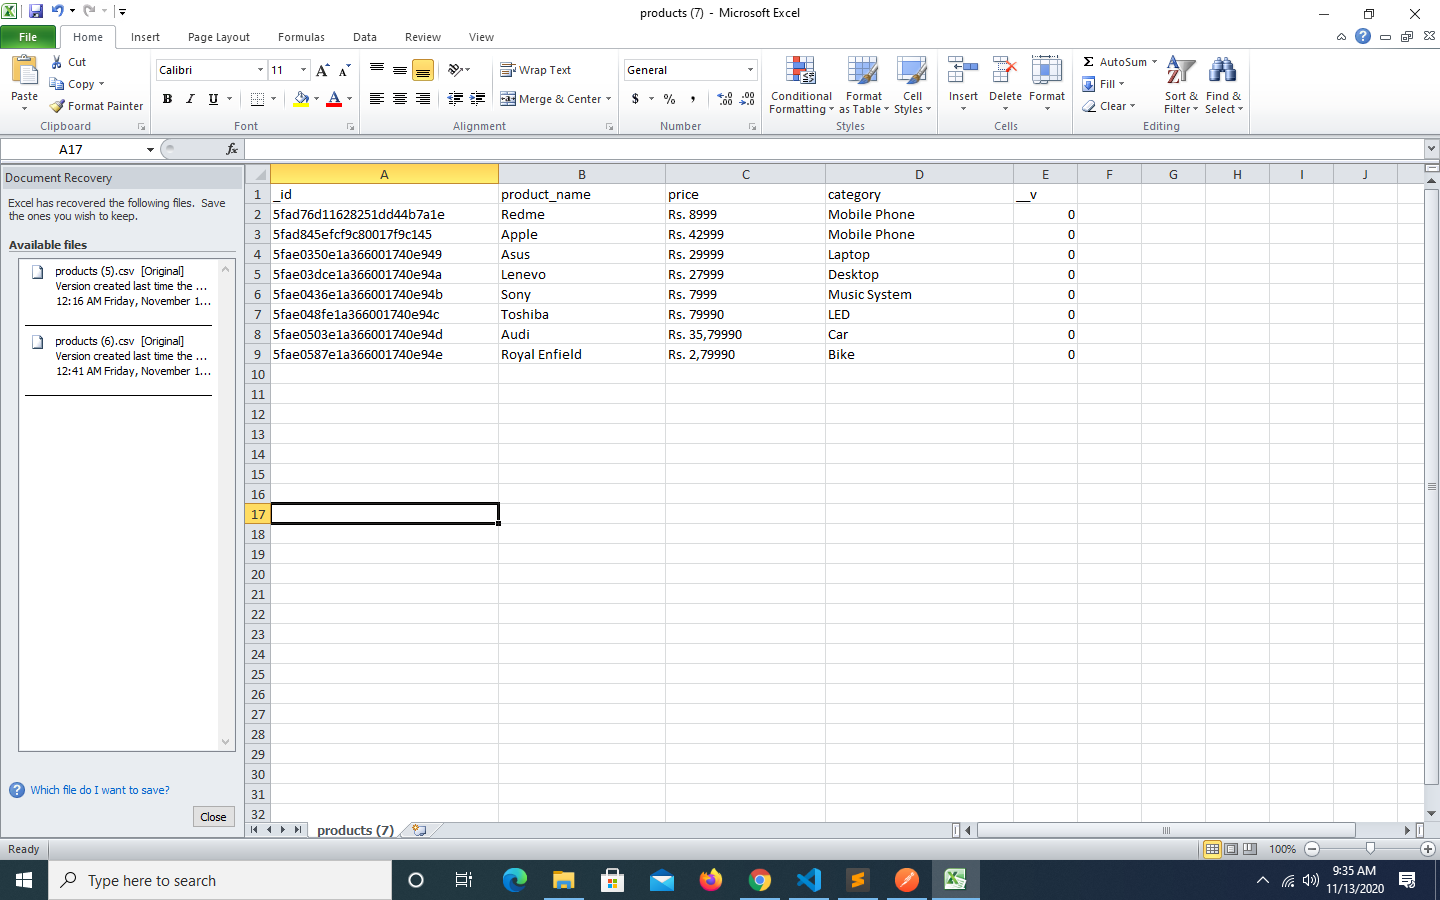 products (7) - Microsoft Excel
File Home Insert Page Layout Formulas Data Review View
Paste Cut Copy Format Painter Clipboard
Calibri 11 B I U A A A Font
Wrap Text Merge & Center Alignment
General $ % , .00 .0 .00 Number
Conditional Formatting Format as Table Cell Styles Styles
Insert Delete Format Cells
Σ AutoSum Fill Clear Sort & Filter Find & Select Editing
A17 fx
Document Recovery
Excel has recovered the following files. Save
the ones you wish to keep.
Available files
products (5).csv [Original]
Version created last time the ...
12:16 AM Friday, November 1...
products (6).csv [Original]
Version created last time the ...
12:41 AM Friday, November 1...
Which file do I want to save?
Close
A B C D E F G H I J
1 _id product_name price category __v
2 5fad76d11628251dd44b7a1e Redme Rs. 8999 Mobile Phone 0
3 5fad845efcf9c80017f9c145 Apple Rs. 42999 Mobile Phone 0
4 5fae0350e1a366001740e949 Asus Rs. 29999 Laptop 0
5 5fae03dce1a366001740e94a Lenevo Rs. 27999 Desktop 0
6 5fae0436e1a366001740e94b Sony Rs. 7999 Music System 0
7 5fae048fe1a366001740e94c Toshiba Rs. 79990 LED 0
8 5fae0503e1a366001740e94d Audi Rs. 35,79990 Car 0
9 5fae0587e1a366001740e94e Royal Enfield Rs. 2,79990 Bike 0
10
11
12
13
14
15
16
17
18
19
20
21
22
23
24
25
26
27
28
29
30
31
32
products (7)
Ready 100%
Type here to search
9:35 AM
11/13/2020